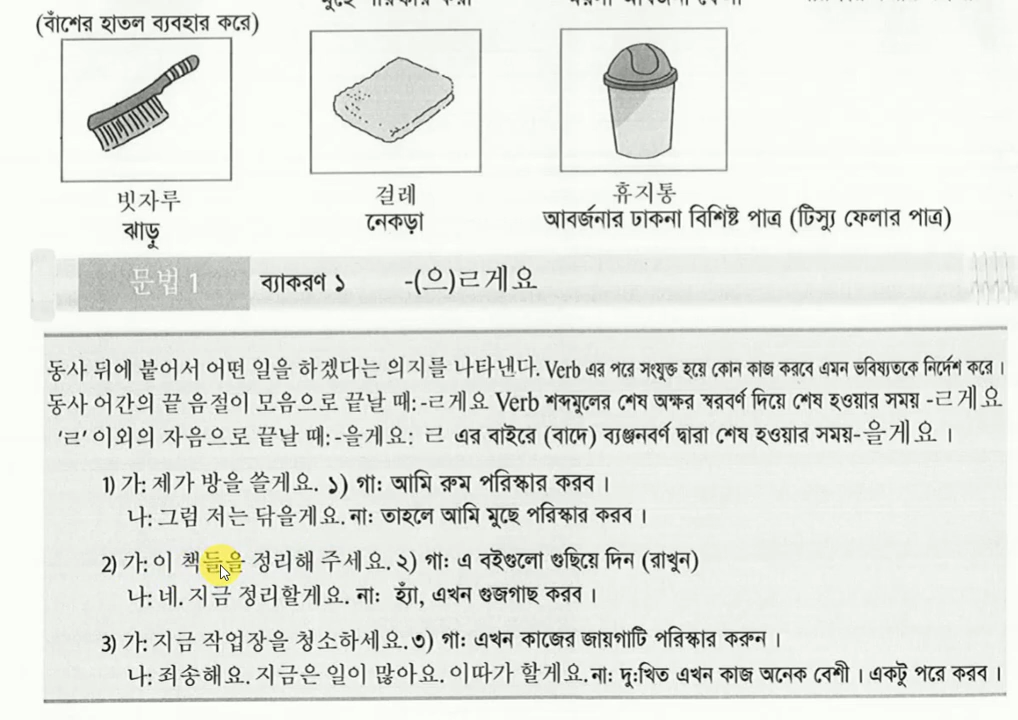 (বাঁশের হাতল ব্যবহার করে)
빗자루
ঝাড়ু
걸레
নেকড়া
휴지통
আবর্জনার ঢাকনা বিশিষ্ট পাত্র (টিস্যু ফেলার পাত্র)
문법 1 ব্যাকরণ ১ -(으)ㄹ게요
동사 뒤에 붙어서 어떤 일을 하겠다는 의지를 나타낸다. Verb এর পরে সংযুক্ত হয়ে কোন কাজ করবে এমন ভবিষ্যতকে নির্দেশ করে।
동사 어간의 끝 음절이 모음으로 끝날 때:-ㄹ게요 Verb শব্দমুলের শেষ অক্ষর স্বরবর্ণ দিয়ে শেষ হওয়ার সময় -ㄹ게요
‘ㄹ’ 이외의 자음으로 끝날 때:-을게요: ㄹ এর বাইরে (বাদে) ব্যঞ্জনবর্ণ দ্বারা শেষ হওয়ার সময়-을게요।
1) 가: 제가 방을 쓸게요. ১) গা: আমি রুম পরিস্কার করব।
나: 그럼 저는 닦을게요. না: তাহলে আমি মুছে পরিস্কার করব।
2) 가: 이 책들을 정리해 주세요. ২) গা: এ বইগুলো গুছিয়ে দিন (রাখুন)
나: 네. 지금 정리할게요. না: হ্যাঁ, এখন গুজগাছ করব।
3) 가: 지금 작업장을 청소하세요. ৩) গা: এখন কাজের জায়গাটি পরিস্কার করুন।
나: 죄송해요. 지금은 일이 많아요. 이따가 할게요. না: দু:খিত এখন কাজ অনেক বেশী। একটু পরে করব।